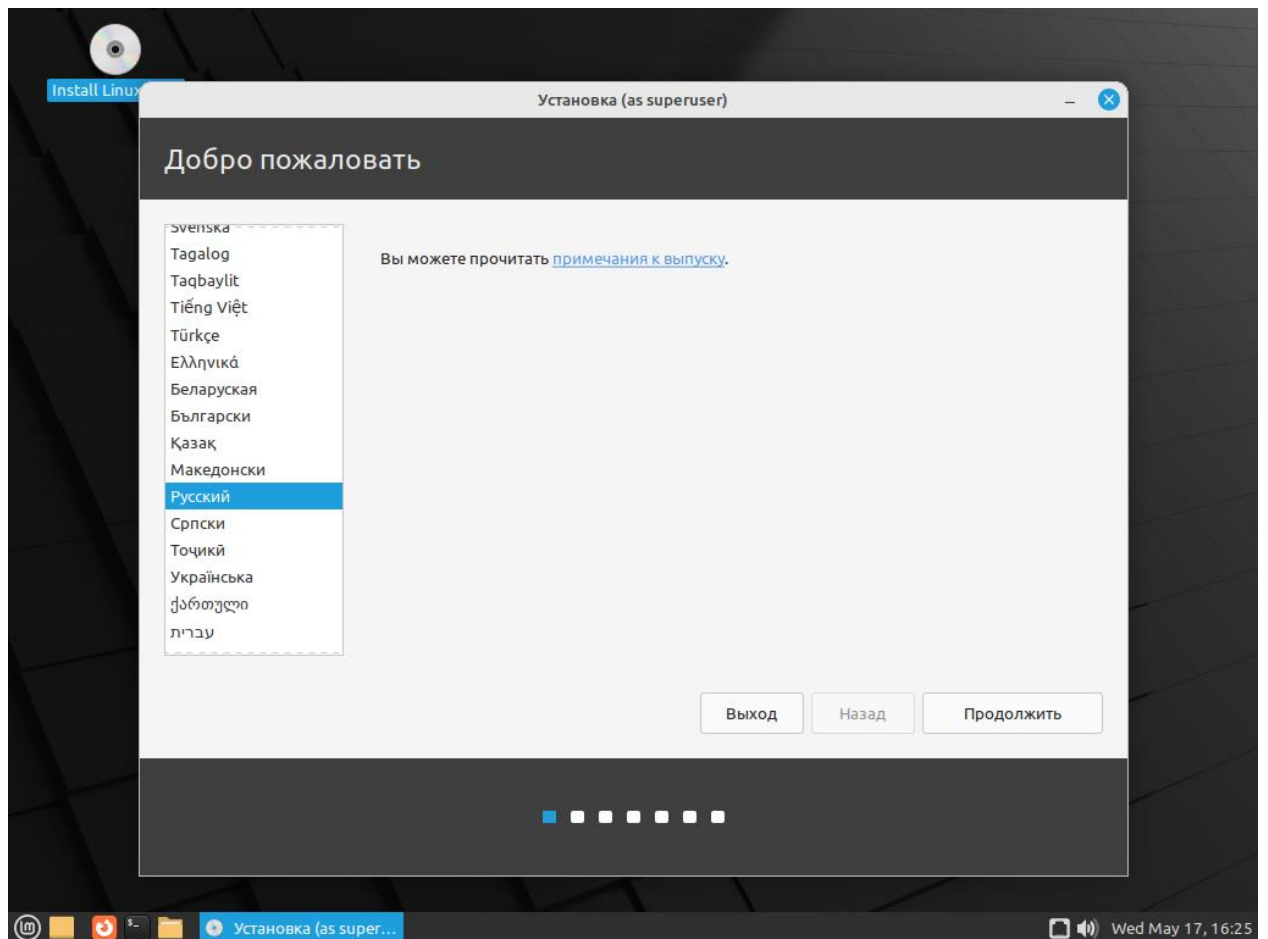 Install Linux
Установка (as superuser)
Добро пожаловать
Svenska
Tagalog
Taqbaylit
Tiếng Việt
Türkçe
Ελληνικά
Беларуская
Български
Қазақ
Македонски
Русский
Српски
Тоҷикӣ
Українська
ქართული
עברית
Вы можете прочитать примечания к выпуску.
Выход
Назад
Продолжить
Установка (as super...
Wed May 17, 16:25